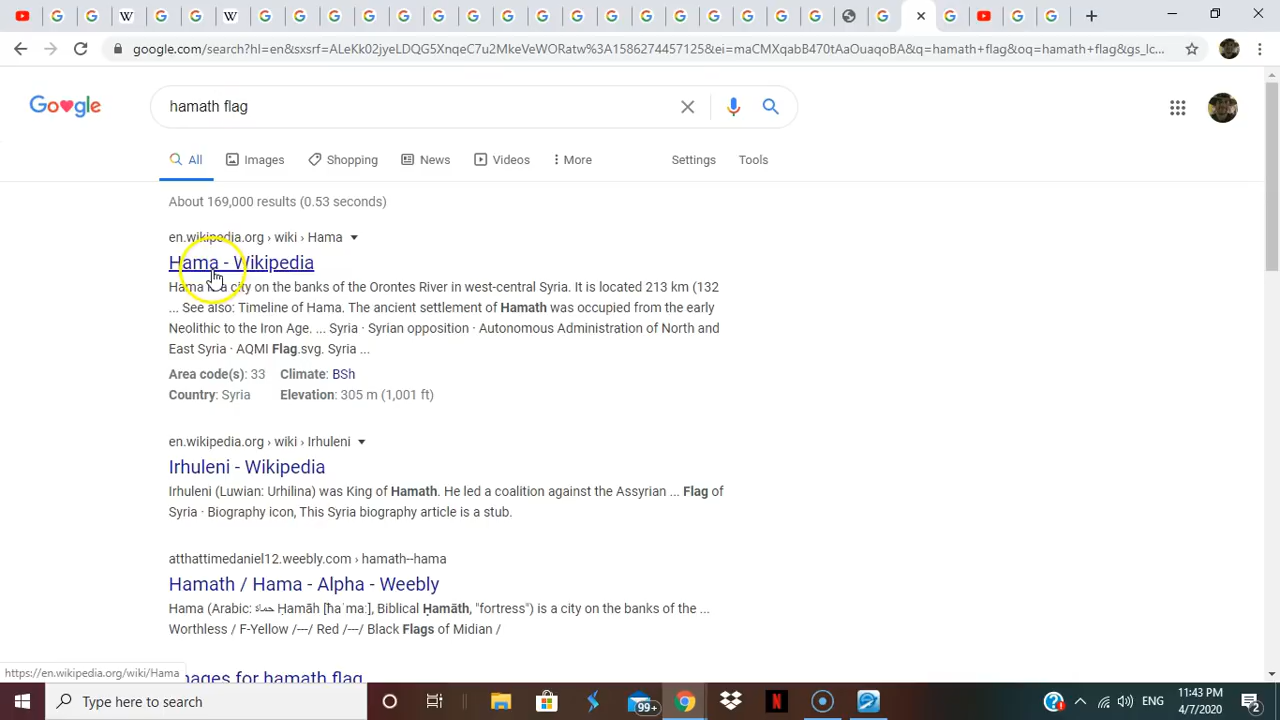 google.com/search?hl=en&sxsrf=ALeKk02jyeLDQG5XnqeC7u2MkeVeWORatw%3A1586274457125&ei=maCMXqabB470tAaOuaqoBA&q=hamath+flag&oq=hamath+flag&gs_lc...
Google
hamath flag
All Images Shopping News Videos More Settings Tools
About 169,000 results (0.53 seconds)
en.wikipedia.org › wiki › Hama
Hama - Wikipedia
Hama is a city on the banks of the Orontes River in west-central Syria. It is located 213 km (132
... See also: Timeline of Hama. The ancient settlement of Hamath was occupied from the early
Neolithic to the Iron Age. ... Syria · Syrian opposition · Autonomous Administration of North and
East Syria · AQMI Flag.svg. Syria ...
Area code(s): 33 Climate: BSh
Country: Syria Elevation: 305 m (1,001 ft)
en.wikipedia.org › wiki › Irhuleni
Irhuleni - Wikipedia
Irhuleni (Luwian: Urhilina) was King of Hamath. He led a coalition against the Assyrian ... Flag of
Syria · Biography icon, This Syria biography article is a stub.
atthattimedaniel12.weebly.com › hamath--hama
Hamath / Hama - Alpha - Weebly
Hama (Arabic: حماة Ḥamāh [ħaˈmaː], Biblical Ḥamāth, "fortress") is a city on the banks of the ...
Worthless / F-Yellow /---/ Red /---/ Black Flags of Midian /
Images for hamath flag
https://en.wikipedia.org/wiki/Hama
Type here to search
99+
N
ENG
11:43 PM
4/7/2020
2